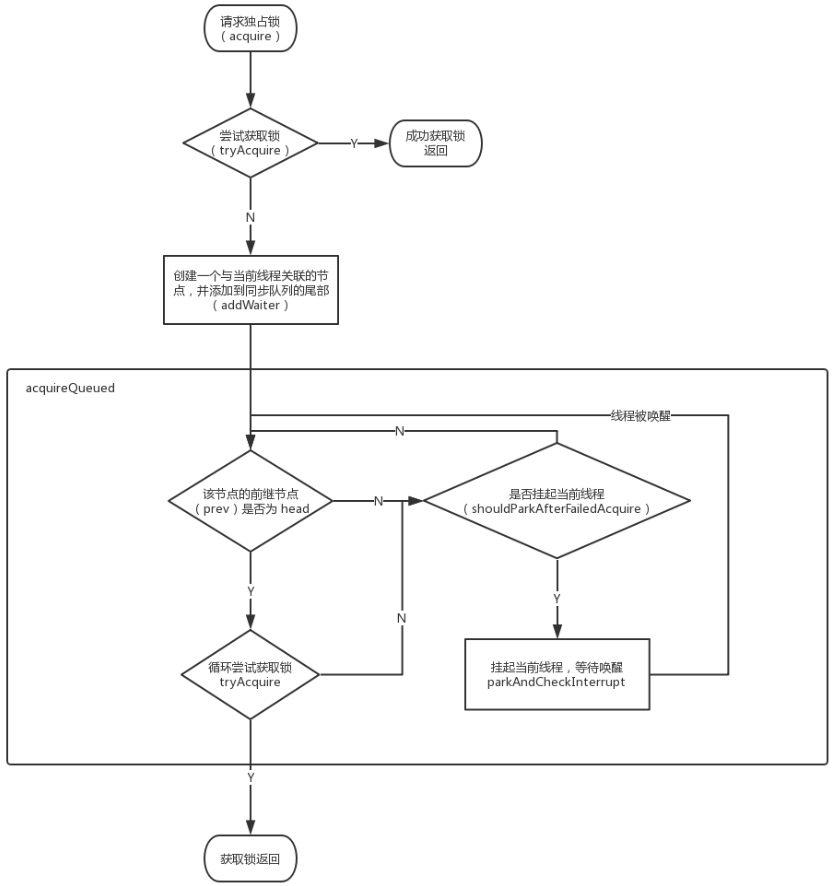 请求独占锁
（acquire）
尝试获取锁
（tryAcquire）
Y
成功获取锁
返回
N
创建一个与当前线程关联的节
点，并添加到同步队列的尾部
（addWaiter）
acquireQueued
线程被唤醒
N
该节点的前继节点
（prev）是否为 head
N
是否挂起当前线程
（shouldParkAfterFailedAcquire）
Y
N
Y
循环尝试获取锁
tryAcquire
挂起当前线程，等待唤醒
parkAndCheckInterrupt
Y
获取锁返回